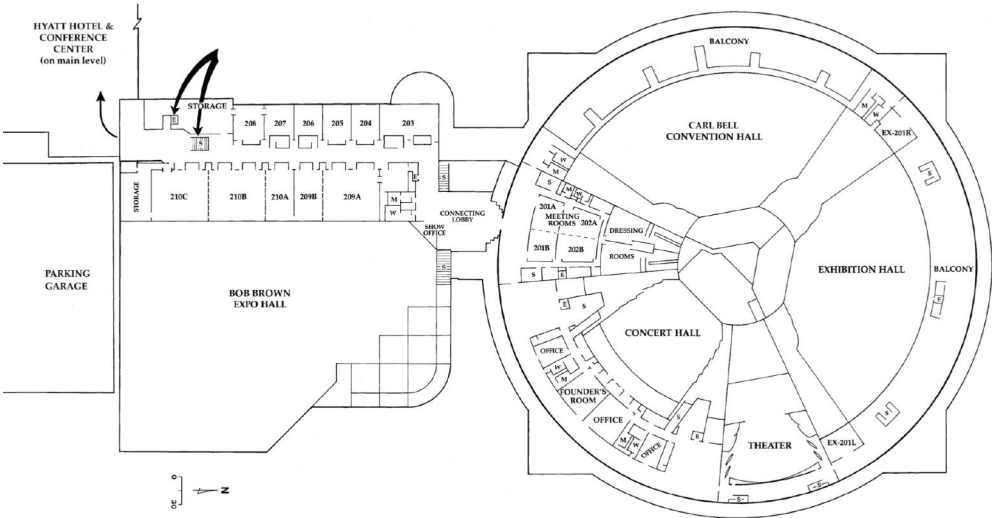 HYATT HOTEL &
CONFERENCE
CENTER
(on main level)
STORAGE
E
S
208
207
206
205
204
203
STORAGE
210C
210B
210A
209B
209A
E
M
W
S
CONNECTING
LOBBY
SHOW
OFFICE
S
PARKING
GARAGE
BOB BROWN
EXPO HALL
BALCONY
CARL BELL
CONVENTION HALL
M
W
EX-201R
S
W
M
S
M
W
201A
MEETING
ROOMS
202A
201B
202B
DRESSING
ROOMS
S
E
EXHIBITION HALL
BALCONY
E
E
S
CONCERT HALL
OFFICE
W
M
FOUNDER'S
ROOM
OFFICE
M
W
OFFICE
S
E
THEATER
EX-201L
S
S
S
0
30
N